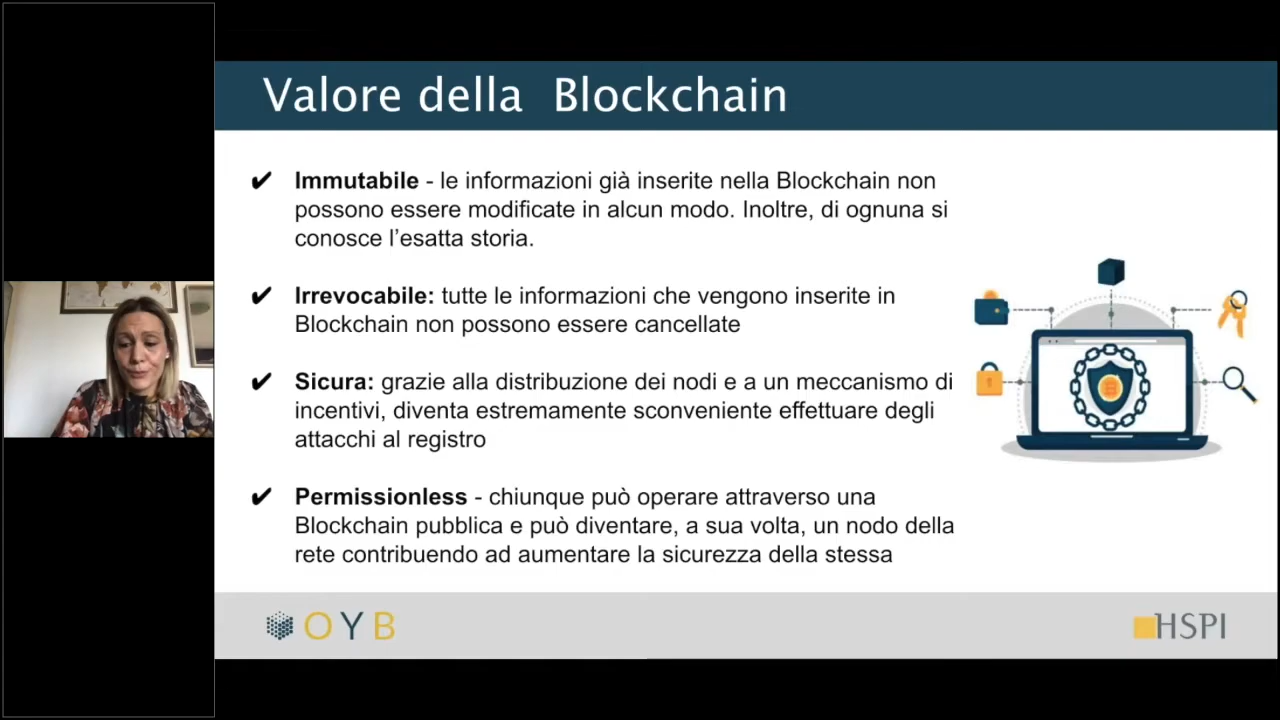 Valore della  Blockchain
✔ Immutabile - le informazioni già inserite nella Blockchain non
possono essere modificate in alcun modo. Inoltre, di ognuna si
conosce l'esatta storia.
✔ Irrevocabile: tutte le informazioni che vengono inserite in
Blockchain non possono essere cancellate
✔ Sicura: grazie alla distribuzione dei nodi e a un meccanismo di
incentivi, diventa estremamente sconveniente effettuare degli
attacchi al registro
✔ Permissionless - chiunque può operare attraverso una
Blockchain pubblica e può diventare, a sua volta, un nodo della
rete contribuendo ad aumentare la sicurezza della stessa
OYB
HSPI